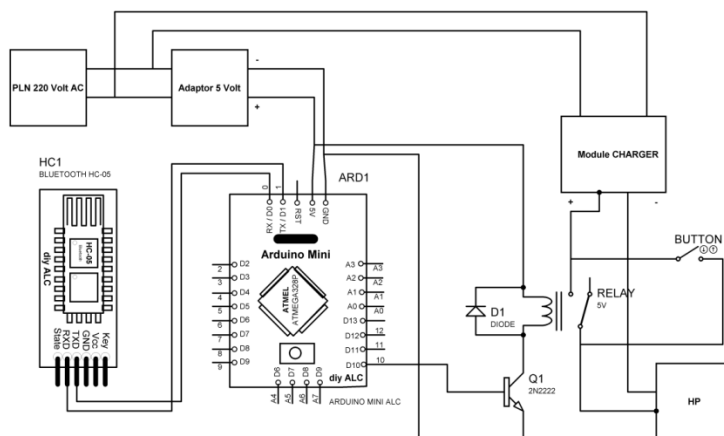 PLN 220 Volt AC
Adaptor 5 Volt
-
+
Module CHARGER
+
-
HC1
BLUETOOTH HC-05
HC-05
Bluetooth
diy ALC
State
RXD
TXD
GND
Vcc
Key
ARD1
0
1
RX / D0
TX / D1
RST
5V
GND
Arduino Mini
ATMEL
ATMEGA328P
2 D2
3 D3
4 D4
5 D5
6 D6
7 D7
8 D8
9 D9
A3 A3
A2 A2
A1 A1
A0 A0
D13
D12 12
D11 11
D10 10
diy ALC
D6
D7
D8
D9
A4
A5
A6
A7
ARDUINO MINI ALC
D1
DIODE
Q1
2N2222
RELAY
5V
BUTTON
HP